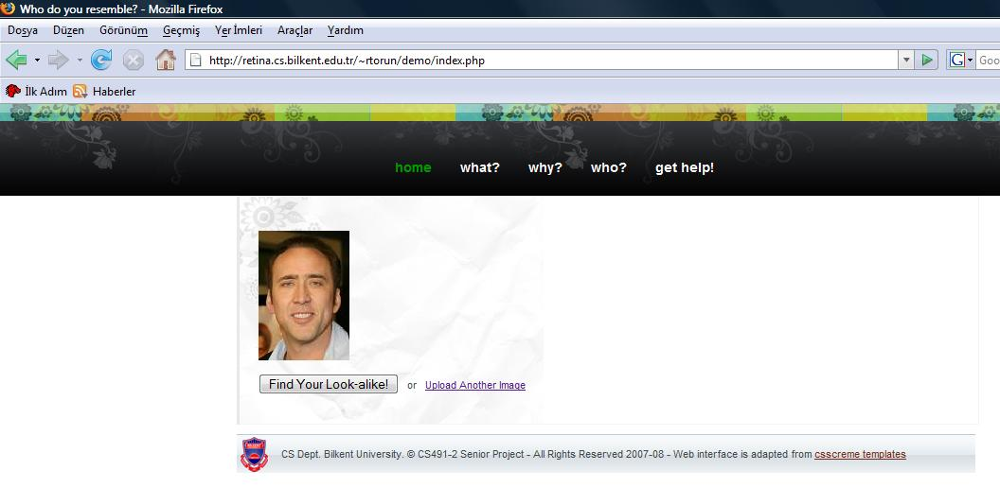 Who do you resemble? - Mozilla Firefox
Dosya Düzen Görünüm Geçmiş Yer İmleri Araçlar Yardım
http://retina.cs.bilkent.edu.tr/~rtorun/demo/index.php G Goo
İlk Adım Haberler
home what? why? who? get help!
Find Your Look-alike! or Upload Another Image
CS Dept. Bilkent University. © CS491-2 Senior Project - All Rights Reserved 2007-08 - Web interface is adapted from csscreme templates